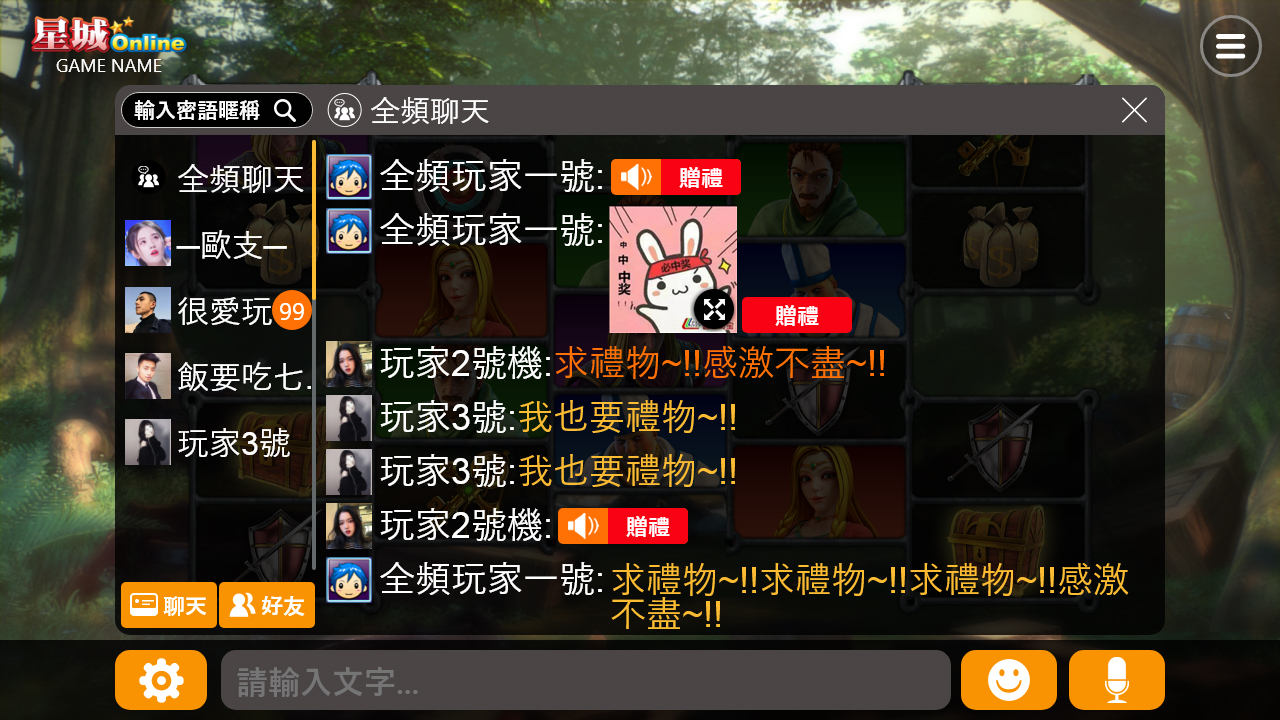 星城Online
GAME NAME
輸入密語暱稱
全頻聊天
全頻聊天
─歐支─
很愛玩
99
飯要吃七.
玩家3號
聊天
好友
全頻玩家一號:
贈禮
全頻玩家一號:
必中奖
中
中
中
奖
!!!
贈禮
玩家2號機:求禮物~!!感激不盡~!!
玩家3號:我也要禮物~!!
玩家3號:我也要禮物~!!
玩家2號機:
贈禮
全頻玩家一號: 求禮物~!!求禮物~!!求禮物~!!感激
不盡~!!
請輸入文字...